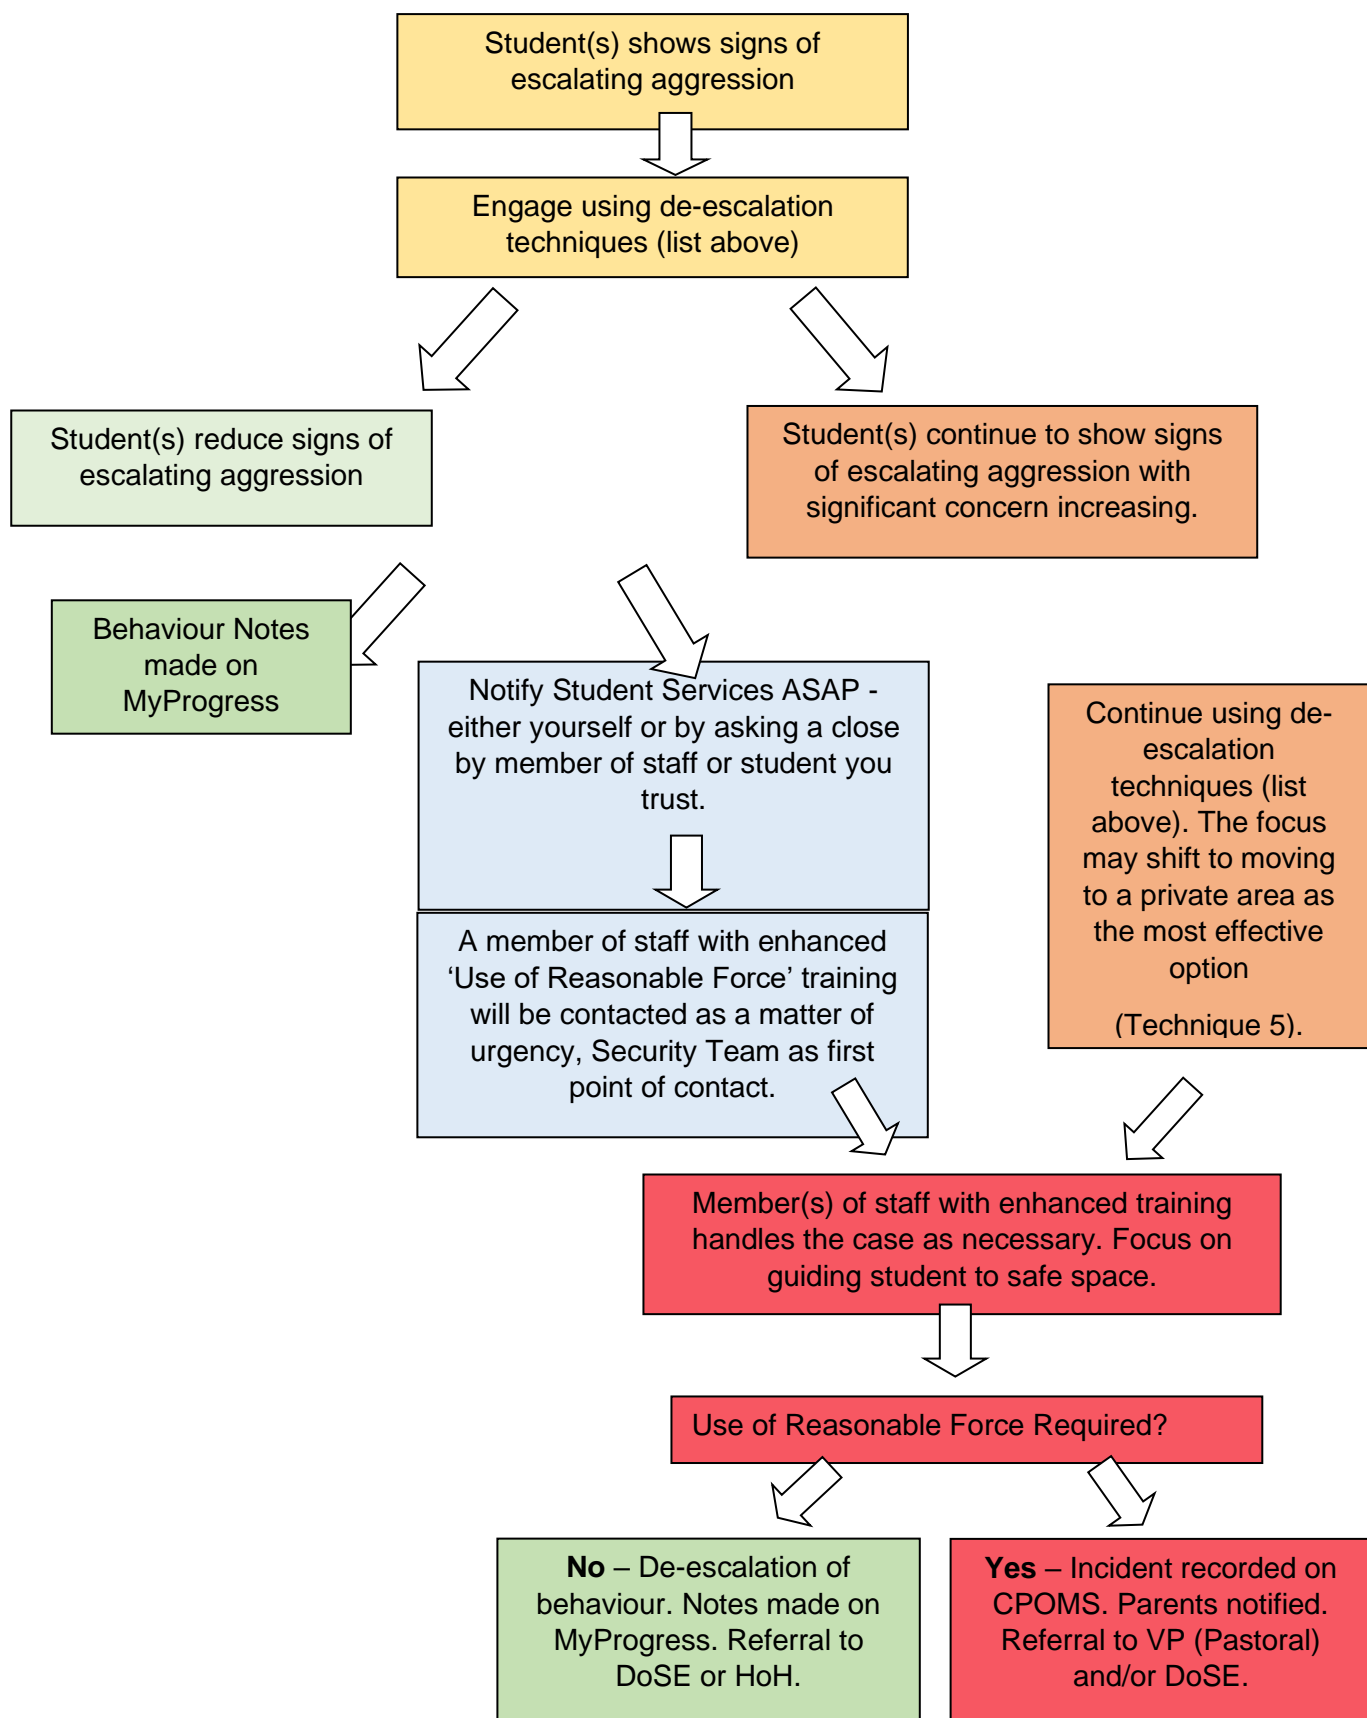 Student(s) shows signs of
escalating aggression
Engage using de-escalation
techniques (list above)
Student(s) reduce signs of
escalating aggression
Student(s) continue to show signs
of escalating aggression with
significant concern increasing.
Behaviour Notes
made on
MyProgress
Notify Student Services ASAP -
either yourself or by asking a close
by member of staff or student you
trust.
Continue using de-
escalation
techniques (list
above). The focus
may shift to moving
to a private area as
the most effective
option
(Technique 5).
A member of staff with enhanced
‘Use of Reasonable Force’ training
will be contacted as a matter of
urgency, Security Team as first
point of contact.
Member(s) of staff with enhanced training
handles the case as necessary. Focus on
guiding student to safe space.
Use of Reasonable Force Required?
No – De-escalation of
behaviour. Notes made on
MyProgress. Referral to
DoSE or HoH.
Yes – Incident recorded on
CPOMS. Parents notified.
Referral to VP (Pastoral)
and/or DoSE.